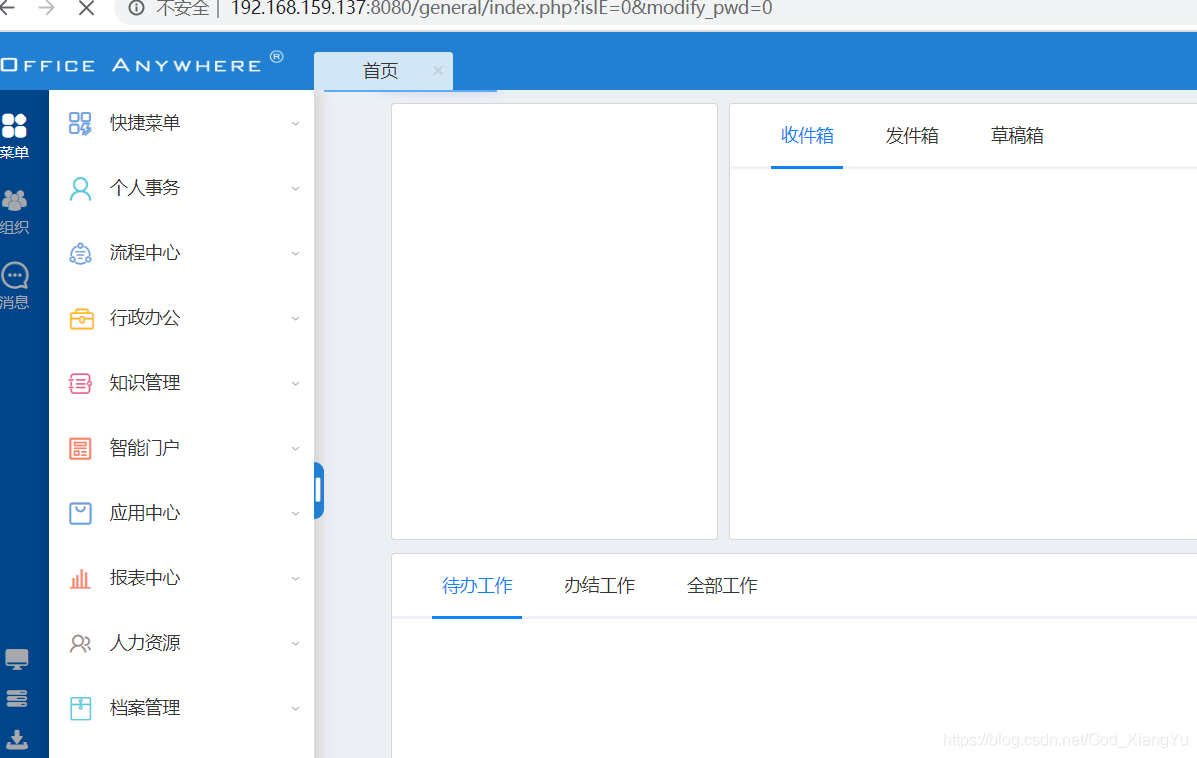 不安全 | 192.168.159.137:8080/general/index.php?isIE=0&modify_pwd=0
OFFICE ANYWHERE ®
首页 ×
菜单
组织
消息
快捷菜单
个人事务
流程中心
行政办公
知识管理
智能门户
应用中心
报表中心
人力资源
档案管理
收件箱 发件箱 草稿箱
待办工作 办结工作 全部工作
https://blog.csdn.net/God_XiangYu